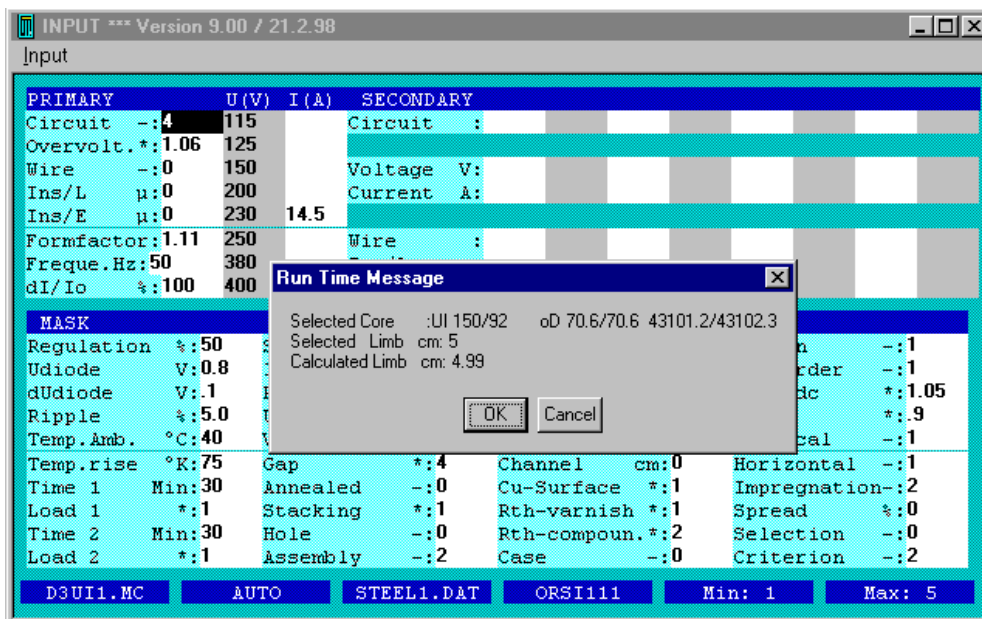 INPUT *** Version 9.00 / 21.2.98
Input
PRIMARY U(V) I(A) SECONDARY
Circuit -:4 115 Circuit :
Overvolt.*:1.06 125
Wire -:0 150 Voltage V:
Ins/L µ:0 200 Current A:
Ins/E µ:0 230 14.5
Formfactor:1.11 250 Wire :
Freque.Hz:50 380
dI/Io %:100 400
Run Time Message
Selected Core :UI 150/92 oD 70.6/70.6 43101.2/43102.3
Selected Limb cm: 5
Calculated Limb cm: 4.99
OK Cancel
MASK
Regulation %:50 -:1
Udiode V:0.8 -:1
dUdiode V:.1 *:1.05
Ripple %:5.0 *:.9
Temp.Amb. °C:40 -:1
Temp.rise °K:75 Gap *:4 Channel cm:0 Horizontal -:1
Time 1 Min:30 Annealed -:0 Cu-Surface *:1 Impregnation-:2
Load 1 *:1 Stacking *:1 Rth-varnish *:1 Spread %:0
Time 2 Min:30 Hole -:0 Rth-compoun.*:2 Selection -:0
Load 2 *:1 Assembly -:2 Case -:0 Criterion -:2
D3UI1.MC AUTO STEEL1.DAT ORSI111 Min: 1 Max: 5